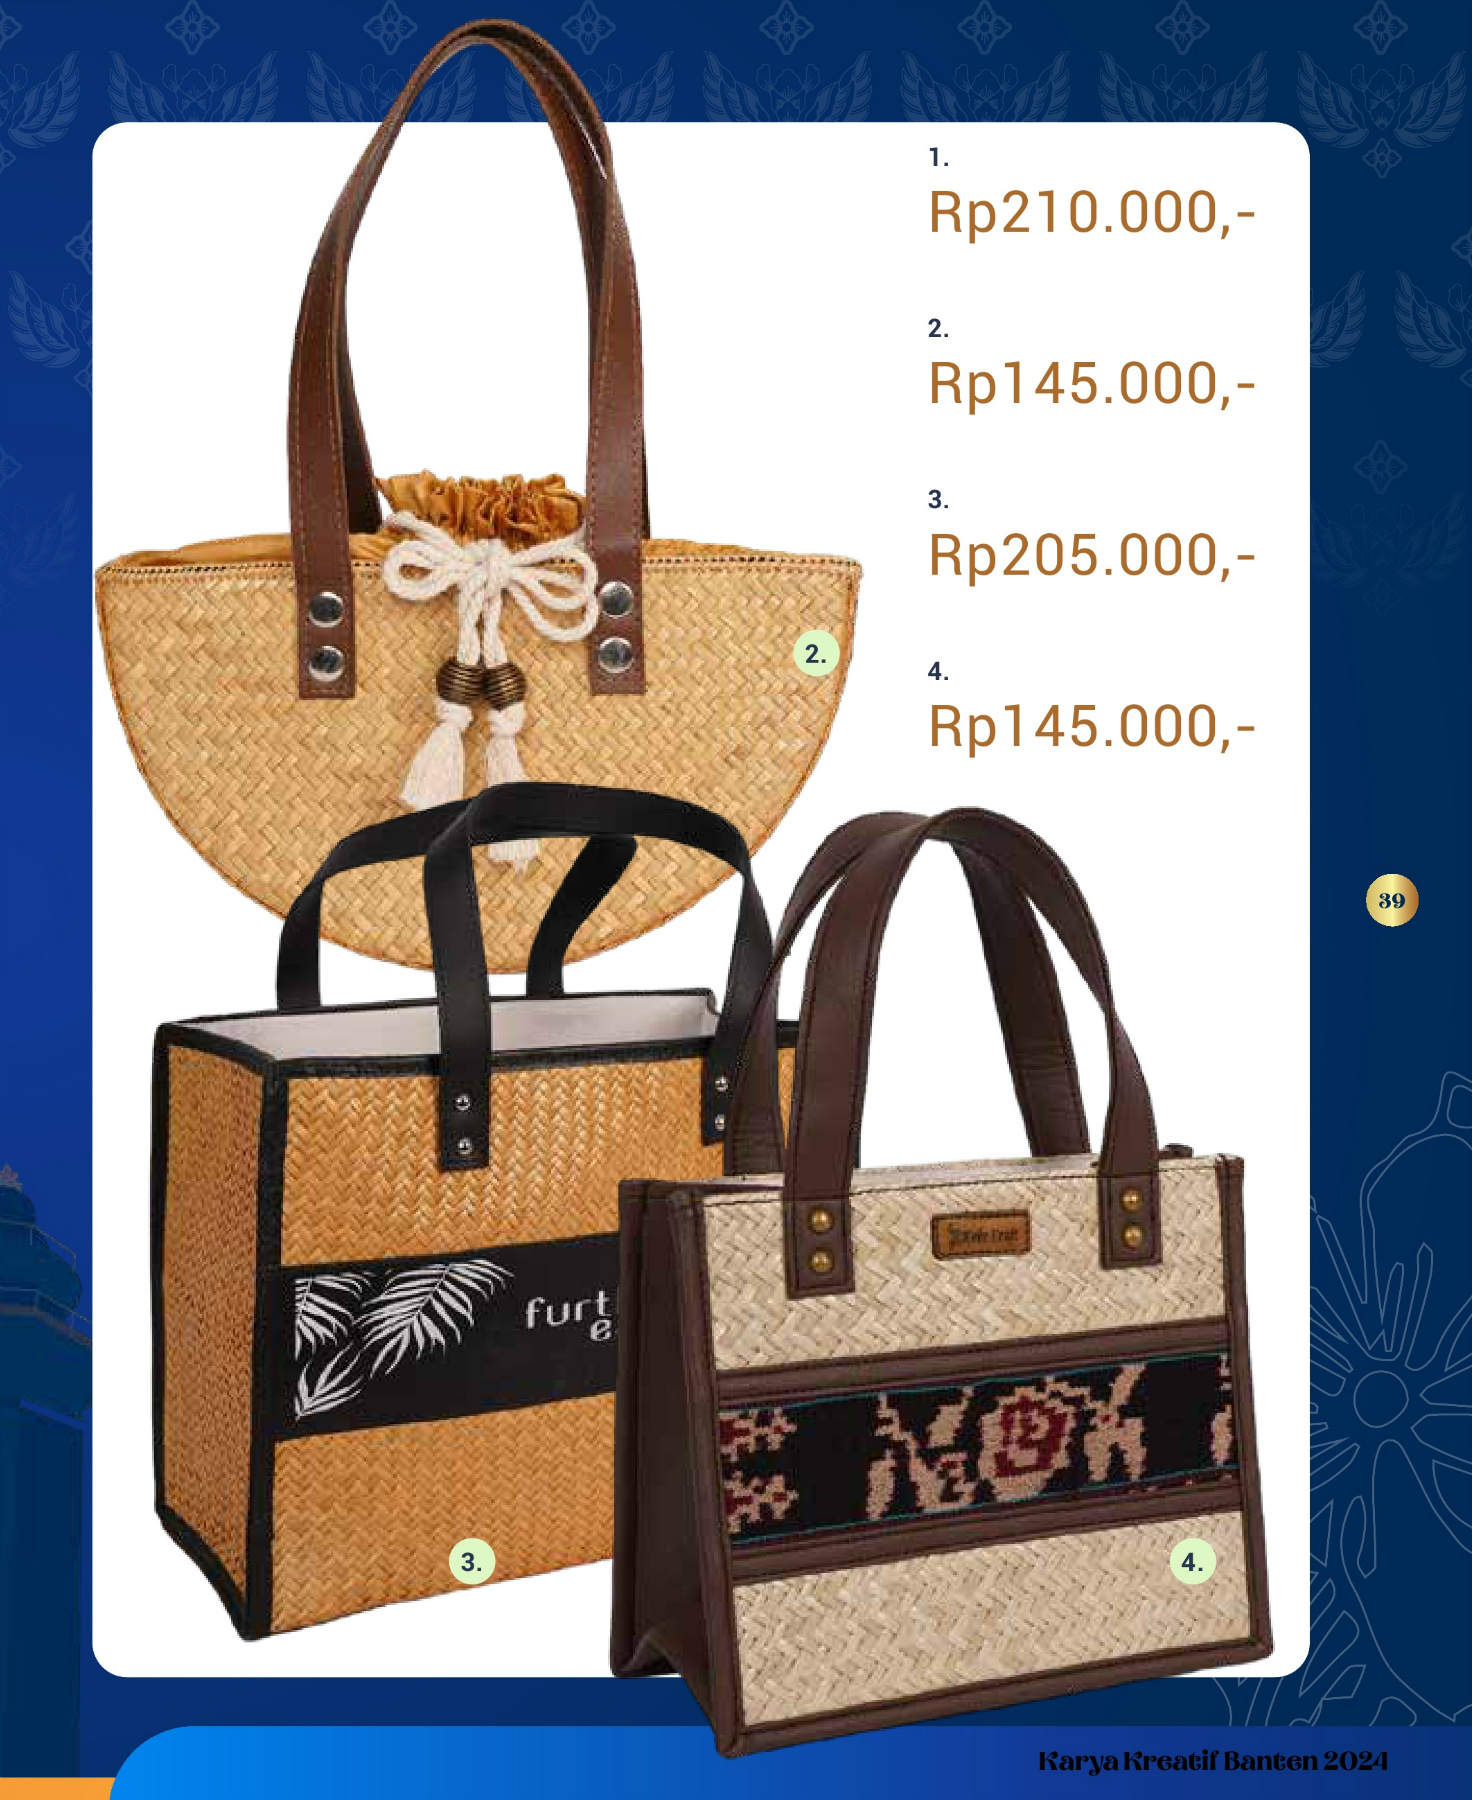 1.
Rp210.000,-
2.
Rp145.000,-
3.
Rp205.000,-
4.
Rp145.000,-
2.
39
3.
4.
Karya Kreatif Banten 2024